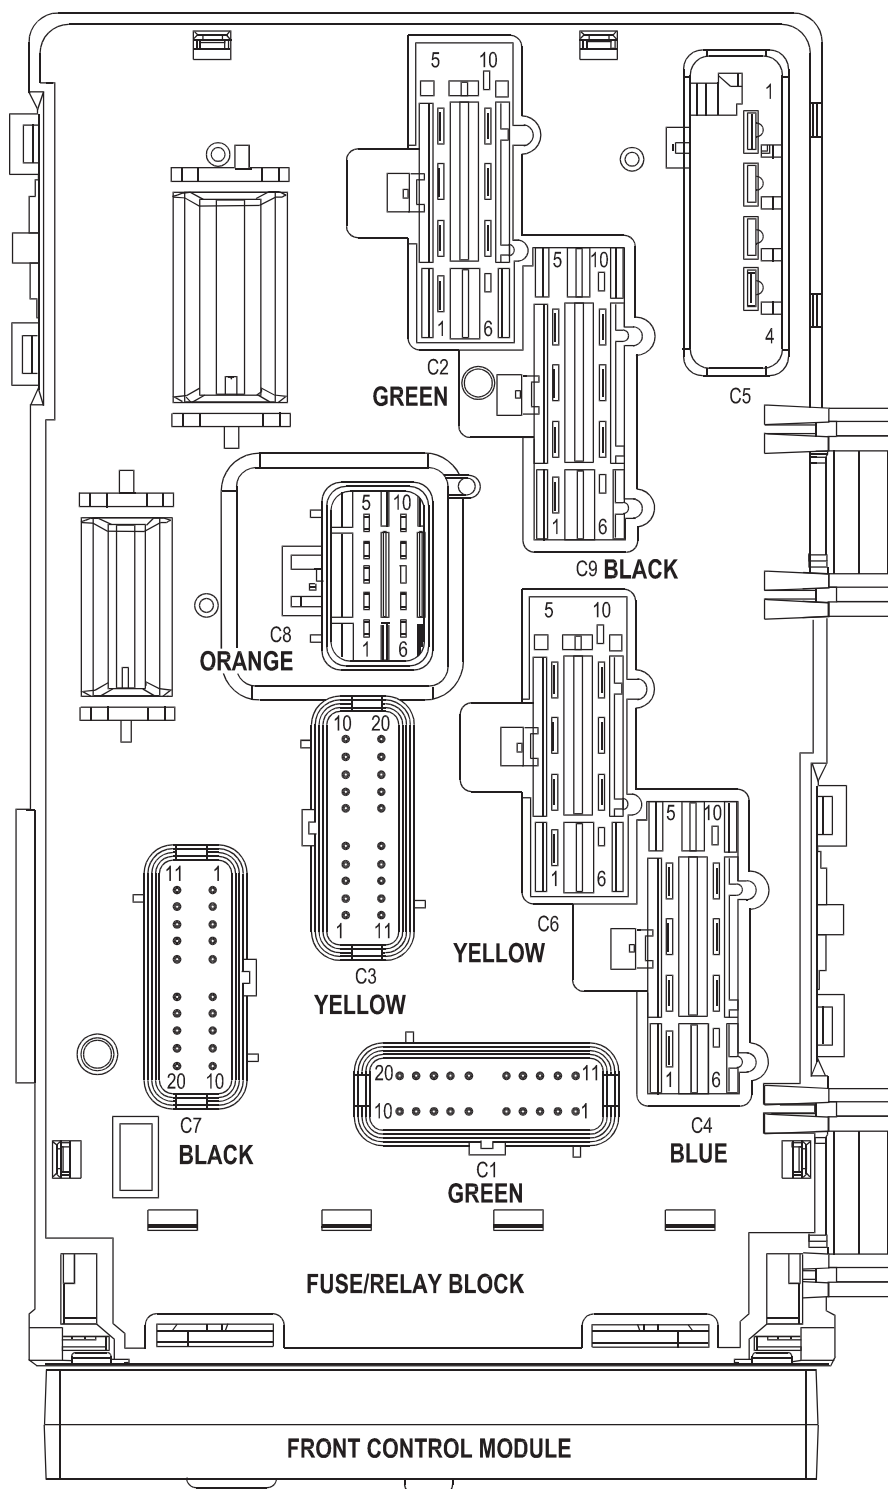 5 10
1
1 6
C2
GREEN
5 10
4
C5
1 6
C9 BLACK
5 10
1 6
C8
ORANGE
5 10
1 6
C6
YELLOW
10 20
1 11
C3
YELLOW
5 10
1 6
C4
BLUE
11 1
20 10
C7
BLACK
20 11
10 1
C1
GREEN
FUSE/RELAY BLOCK
FRONT CONTROL MODULE